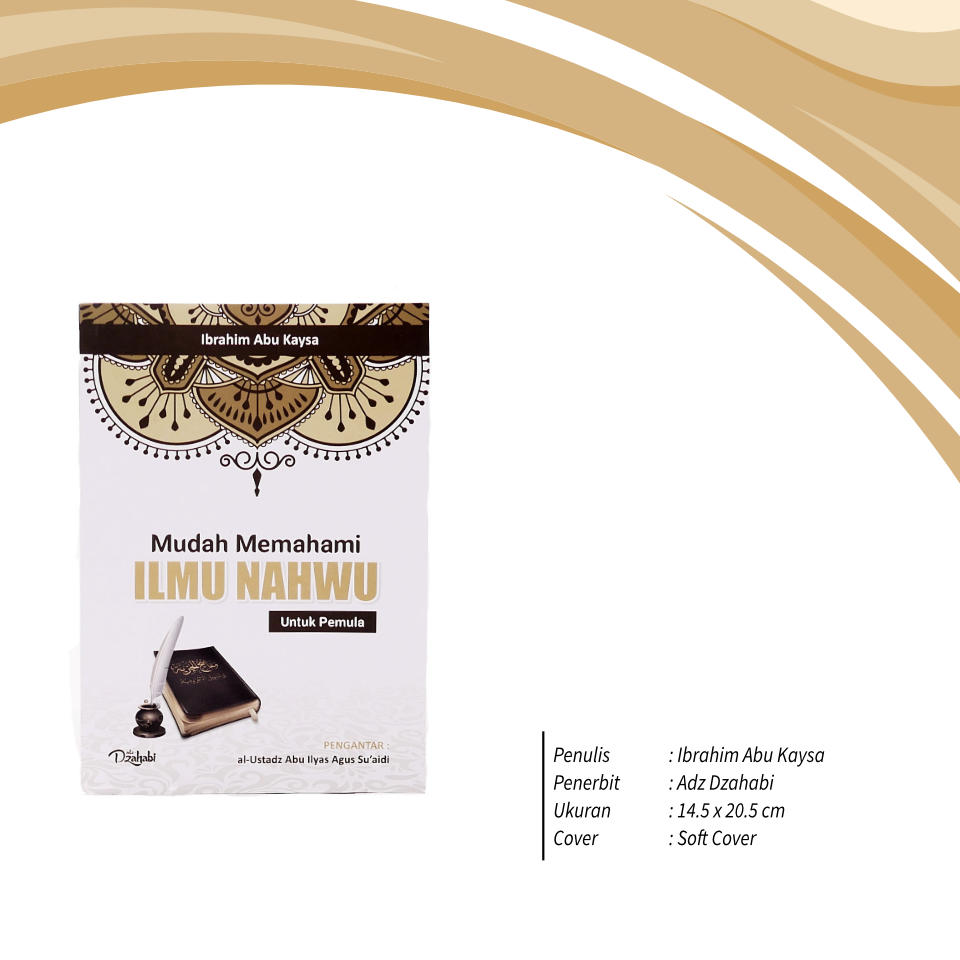 Ibrahim Abu Kaysa
Mudah Memahami
ILMU NAHWU
Untuk Pemula
PENGANTAR :
al-Ustadz Abu Ilyas Agus Su'aidi
adz
Dzahabi
Penulis : Ibrahim Abu Kaysa
Penerbit : Adz Dzahabi
Ukuran : 14.5 x 20.5 cm
Cover : Soft Cover